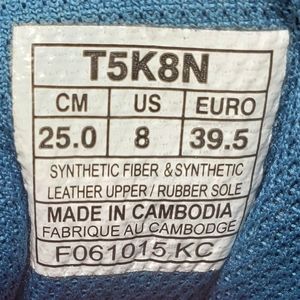 T5K8N
CM US EURO
25.0 8 39.5
SYNTHETIC FIBER & SYNTHETIC
LEATHER UPPER / RUBBER SOLE
MADE IN CAMBODIA
FABRIQUE AU CAMBODGE
F061015 KC